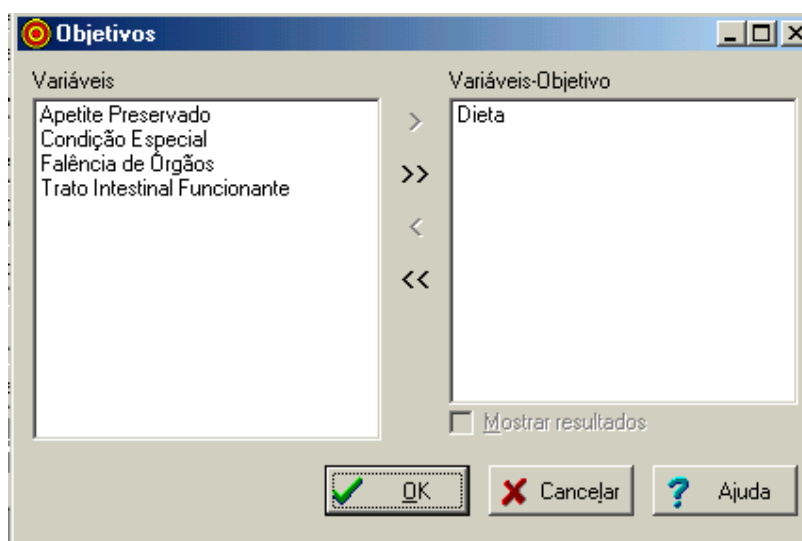 Objetivos
Variáveis
Apetite Preservado
Condição Especial
Falência de Órgãos
Trato Intestinal Funcionante
>
>>
<
<<
Variáveis-Objetivo
Dieta
Mostrar resultados
OK
Cancelar
Ajuda